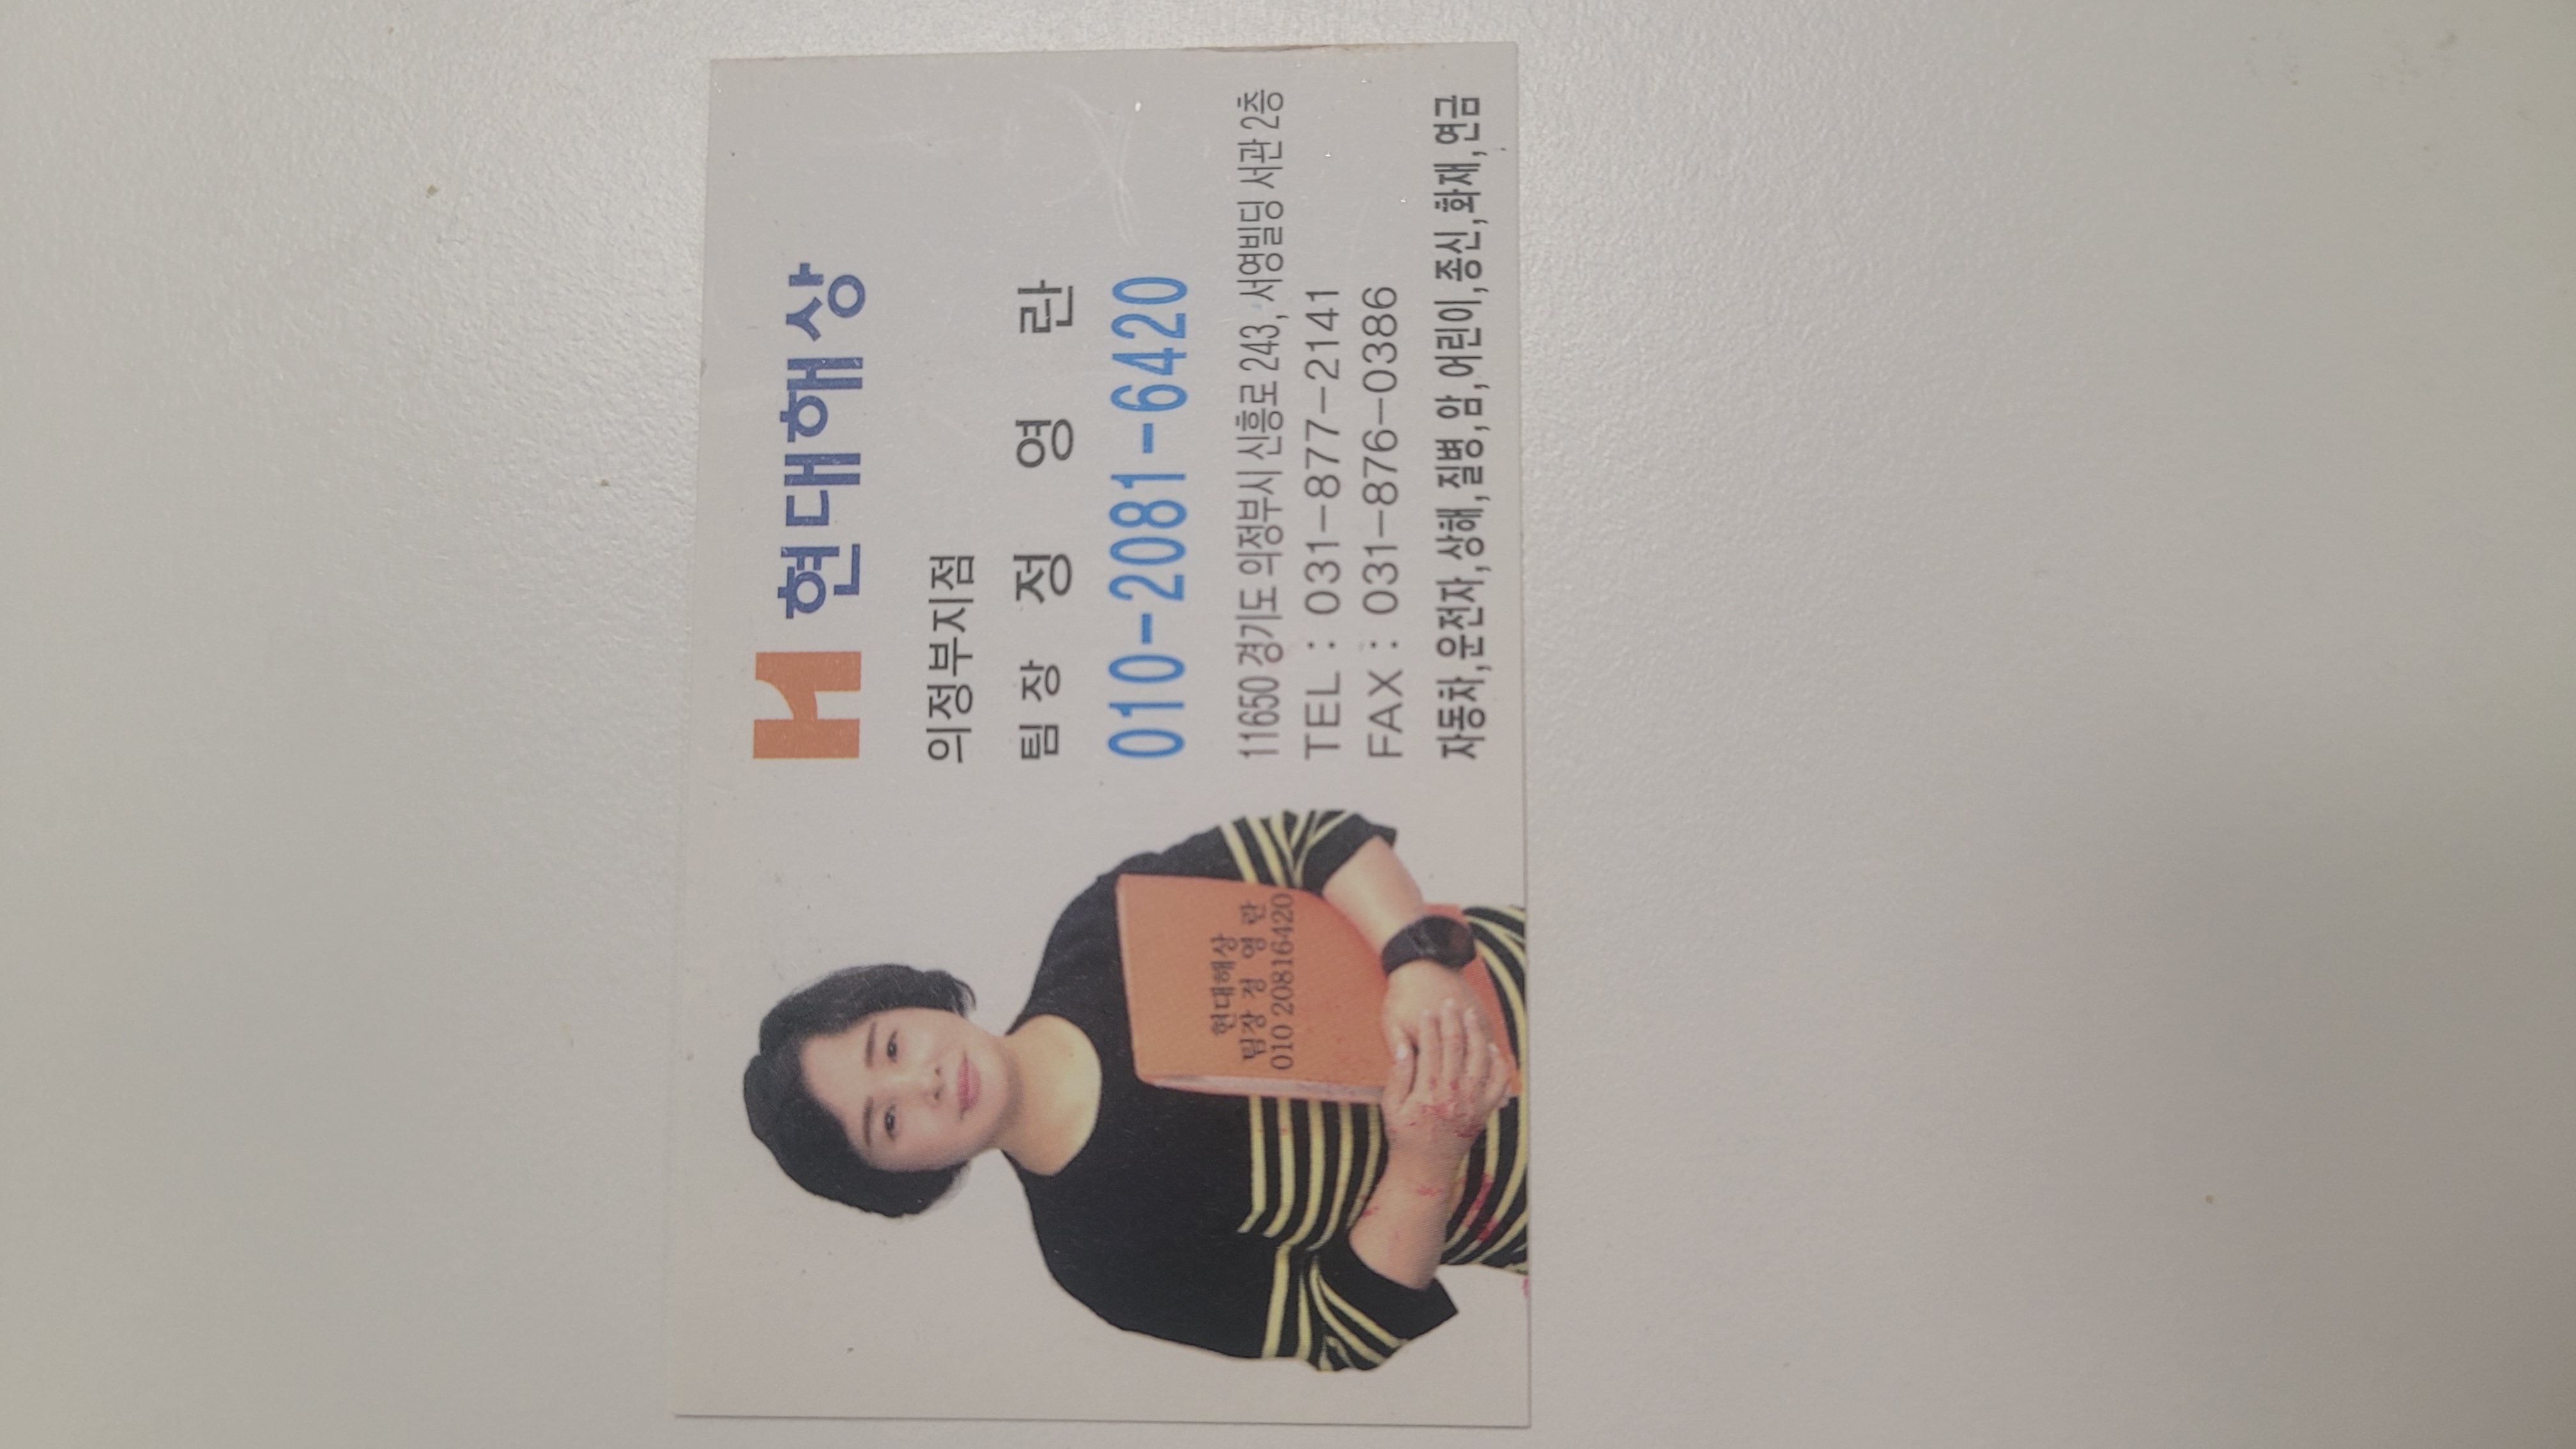 현대해상
의정부지점
팀 장 정 영 란
010-2081-6420
11650 경기도 의정부시 신흥로 243, 서영빌딩 서관 2층
TEL : 031-877-2141
FAX : 031-876-0386
자동차,운전자,상해,질병,암,어린이,종신,화재,연금
현대해상
팀장 정 영 란
010 20816420